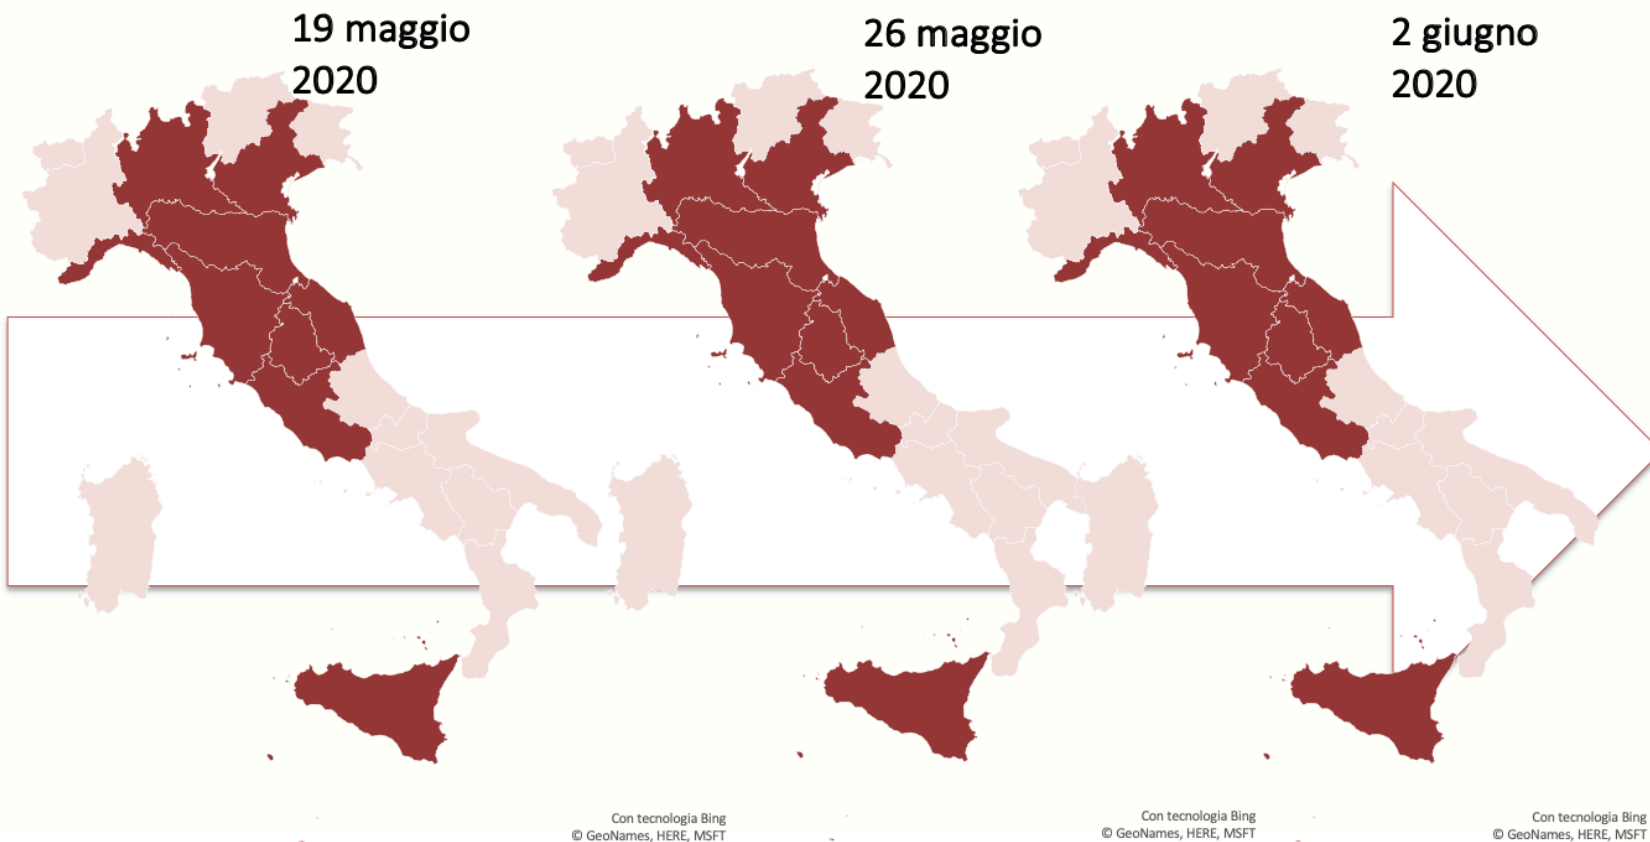 19 maggio
2020
26 maggio
2020
2 giugno
2020
Con tecnologia Bing
© GeoNames, HERE, MSFT
Con tecnologia Bing
© GeoNames, HERE, MSFT
Con tecnologia Bing
© GeoNames, HERE, MSFT